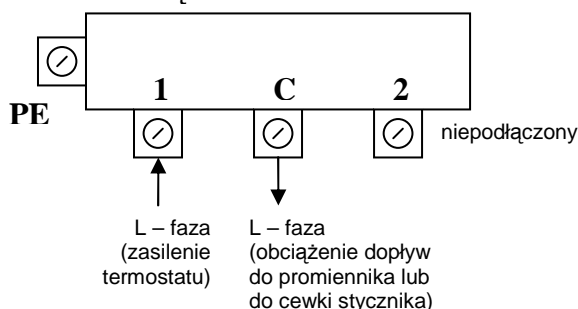 1 C 2
PE
niepodłączony
L – faza
(zasilenie
termostatu)
L – faza
(obciążenie dopływ
do promiennika lub
do cewki stycznika)